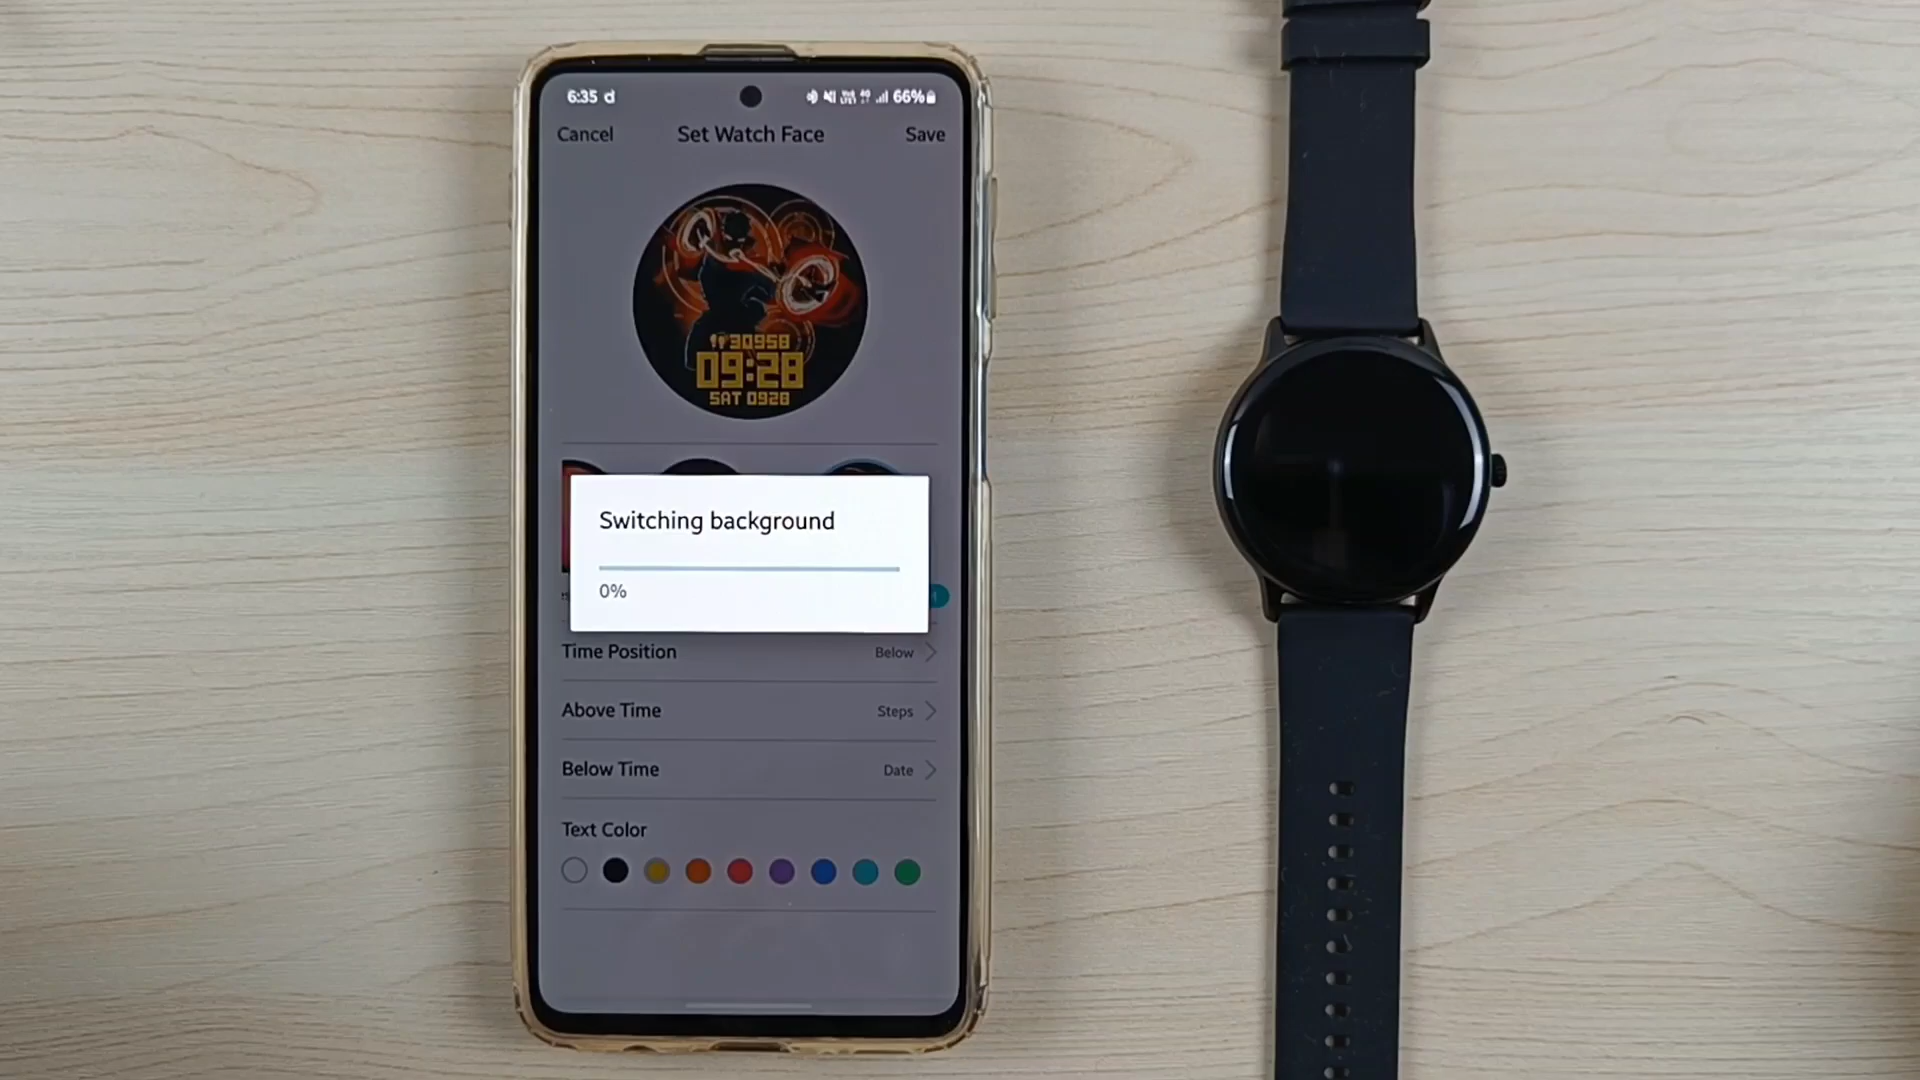 6:35
66%
Cancel Set Watch Face Save
30958
09:28
SAT 0928
Switching background
0%
Time Position Below
Above Time Steps
Below Time Date
Text Color